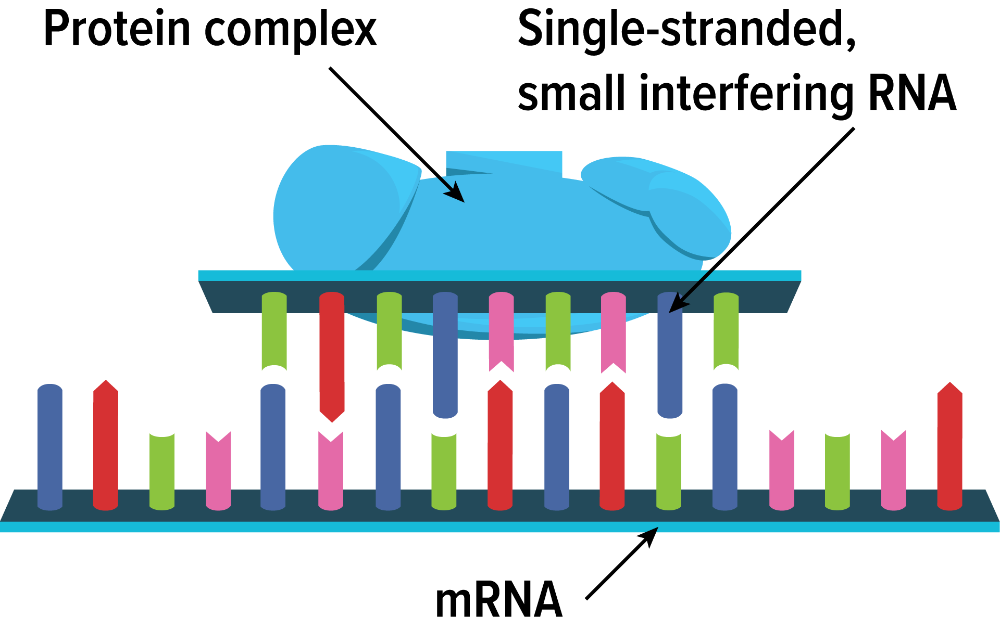 Protein complex
Single-stranded,
small interfering RNA
mRNA